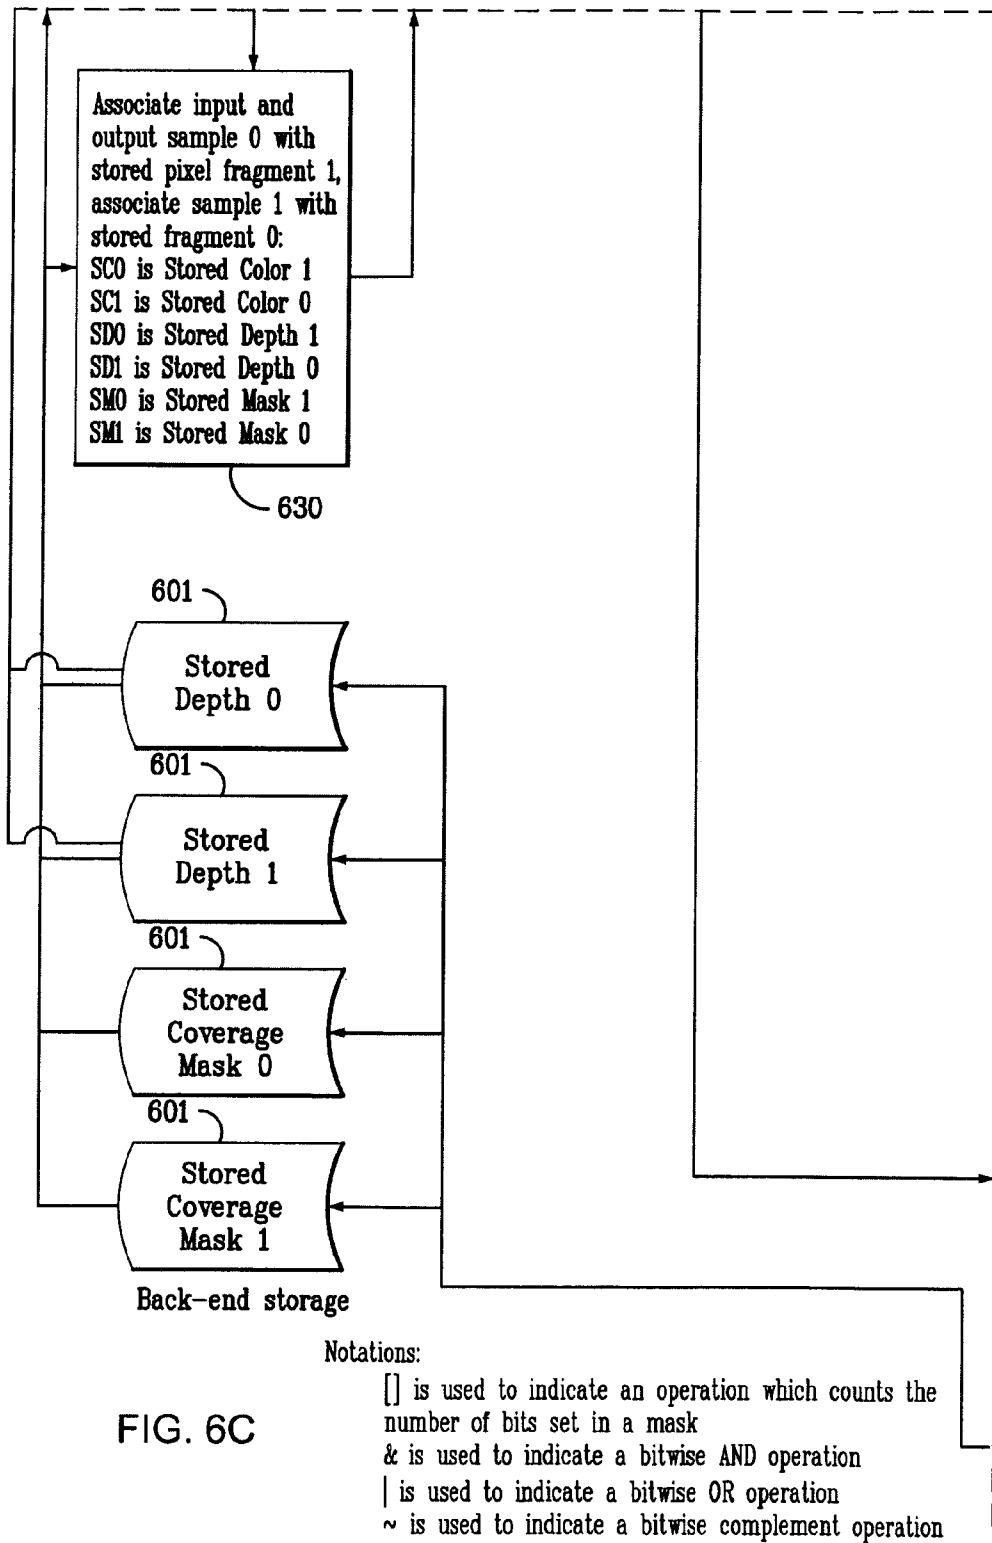 Associate input and
output sample 0 with
stored pixel fragment 1,
associate sample 1 with
stored fragment 0:
SC0 is Stored Color 1
SC1 is Stored Color 0
SD0 is Stored Depth 1
SD1 is Stored Depth 0
SM0 is Stored Mask 1
SM1 is Stored Mask 0
630
601
Stored
Depth 0
601
Stored
Depth 1
601
Stored
Coverage
Mask 0
601
Stored
Coverage
Mask 1
Back-end storage
Notations:
[] is used to indicate an operation which counts the
number of bits set in a mask
& is used to indicate a bitwise AND operation
| is used to indicate a bitwise OR operation
~ is used to indicate a bitwise complement operation
FIG. 6C